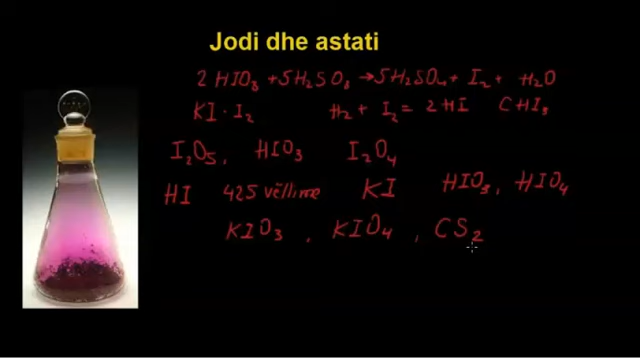 Jodi dhe astati
2HIO₃ + 5H₂SO₃ → 5H₂SO₄ + I₂ + H₂O
KI · I₂ H₂ + I₂ = 2HI CHI₃
I₂O₅, HIO₃ I₂O₄
HI 425 vëllime KI HIO₃, HIO₄
KIO₃, KIO₄, CS₂